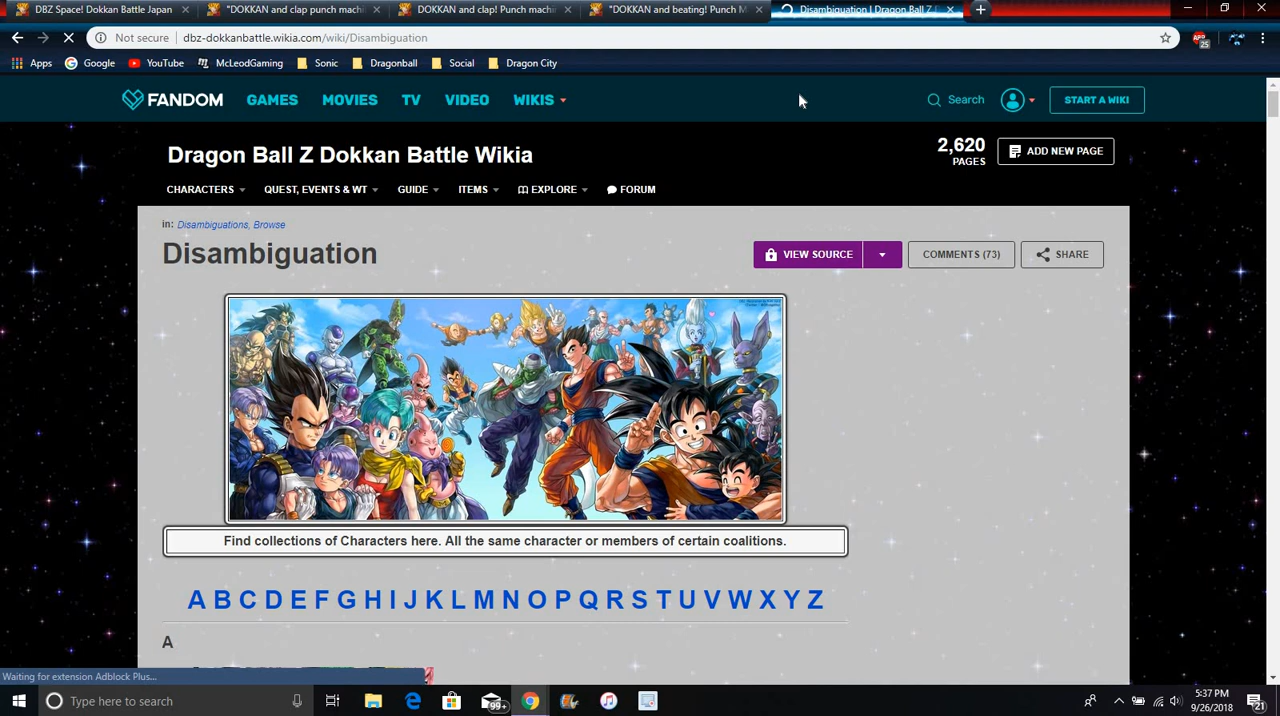 DBZ Space! Dokkan Battle Japan
"DOKKAN and clap punch machi
DOKKAN and clap! Punch machin
"DOKKAN and beating! Punch M
Disambiguation | Dragon Ball Z
Not secure | dbz-dokkanbattle.wikia.com/wiki/Disambiguation
25
Apps Google YouTube McLeodGaming Sonic Dragonball Social Dragon City
FANDOM GAMES MOVIES TV VIDEO WIKIS Search START A WIKI
Dragon Ball Z Dokkan Battle Wikia
2,620
PAGES
ADD NEW PAGE
CHARACTERS QUEST, EVENTS & WT GUIDE ITEMS EXPLORE FORUM
in: Disambiguations, Browse
Disambiguation
VIEW SOURCE COMMENTS (73) SHARE
Find collections of Characters here. All the same character or members of certain coalitions.
A B C D E F G H I J K L M N O P Q R S T U V W X Y Z
A
Waiting for extension Adblock Plus...
Type here to search
99+
5:37 PM
9/26/2018
21